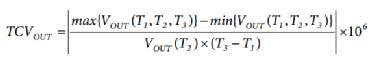 TCV_OUT = | max{V_OUT (T_1, T_2, T_3)} − min{V_OUT (T_1, T_2, T_3)} / V_OUT (T_2) × (T_3 − T_1) | × 10^6